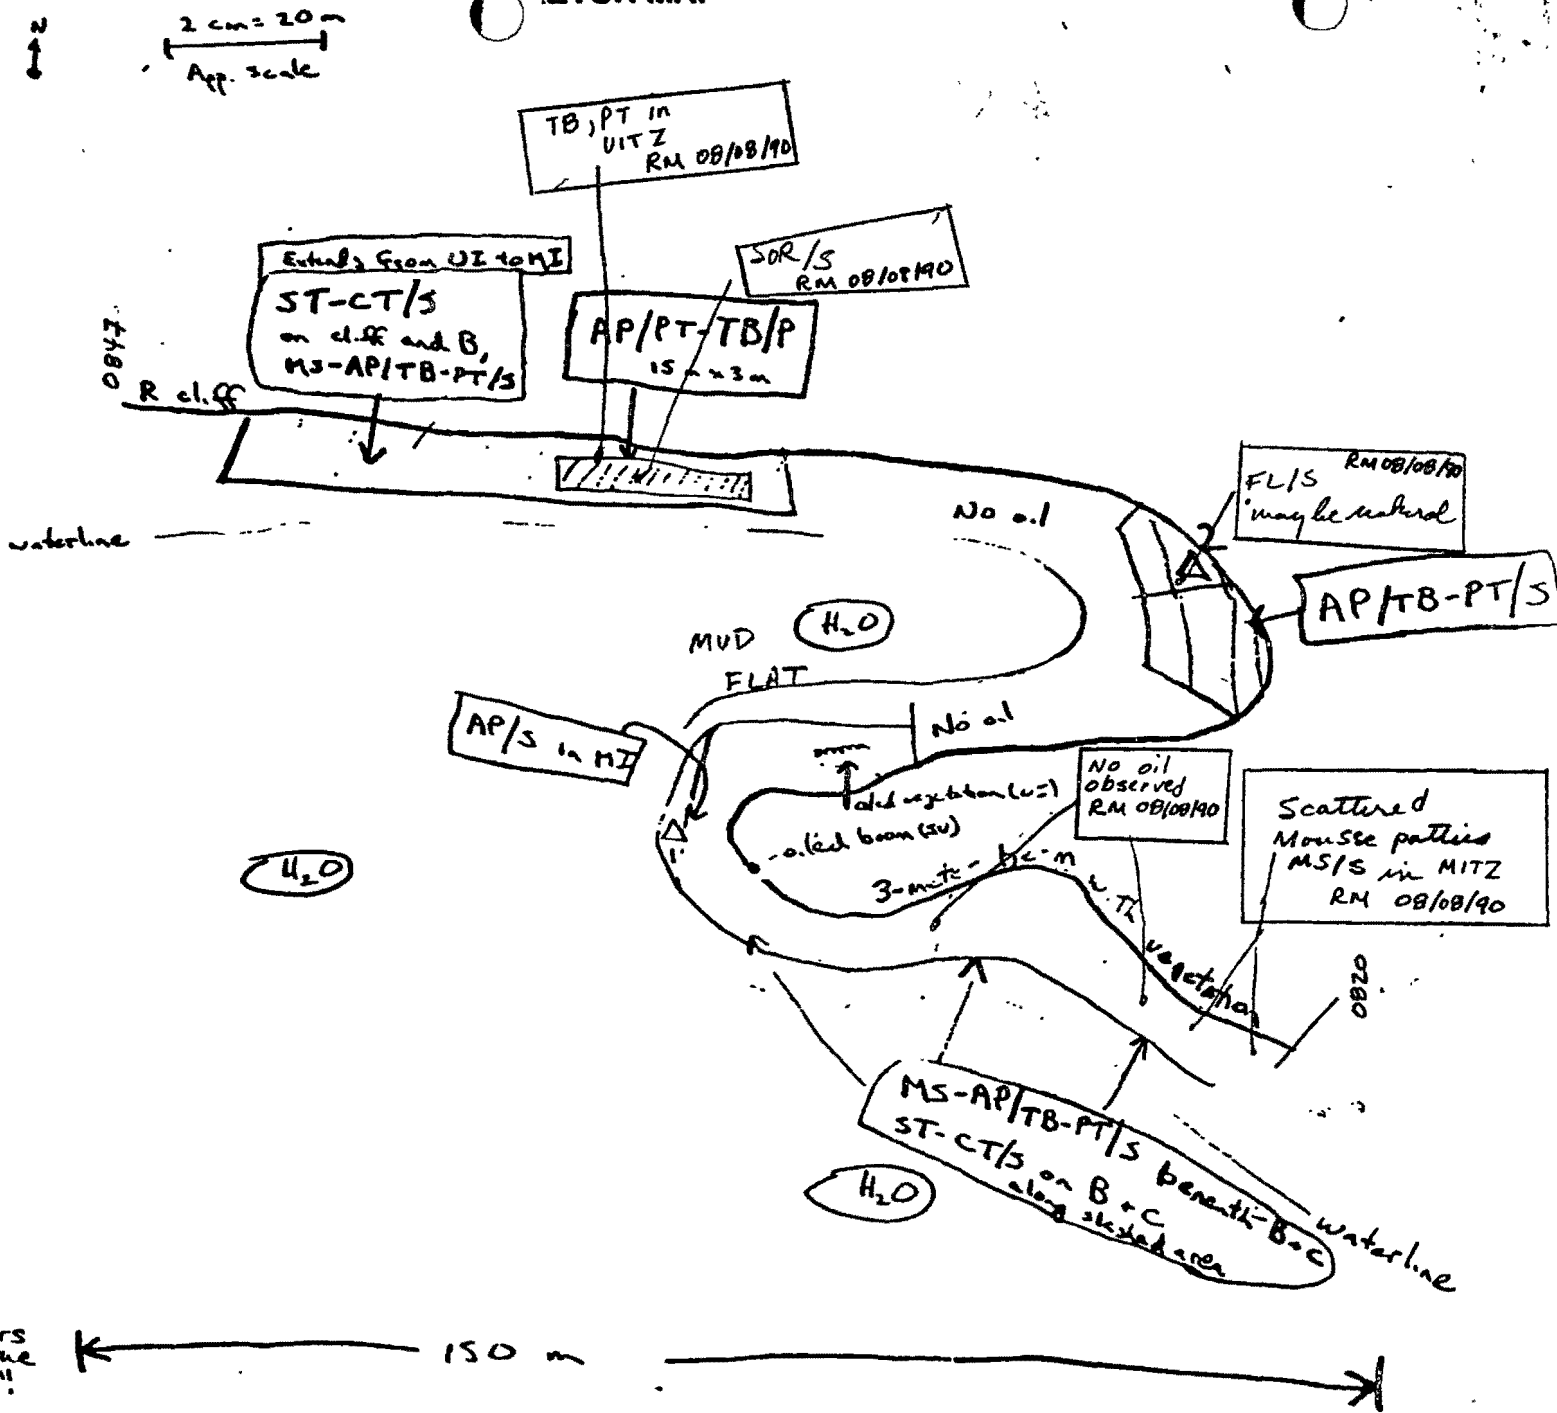 N
2 cm = 20 m
App. scale
TB, PT in
UITZ
RM 08/08/90
SOR/S
RM 08/08/90
Extends from UI to MI
ST-CT/S
on cliff and B,
MS-AP/TB-PT/S
AP/PT-TB/P
15 m x 3 m
0847
R cliff
RM 08/08/90
FL/S
may be natural
No oil
waterline
AP/TB-PT/S
H2O
MUD
FLAT
AP/S in MI
No oil
No oil
observed
RM 08/08/90
oiled vegetation
oiled boom (SU)
Scattered
Mousse patties
MS/S in MITZ
RM 08/08/90
H2O
3-meter berm with vegetation
0820
MS-AP/TB-PT/S beneath B+C
ST-CT/S on B+C
along sketched area
H2O
waterline
150 m